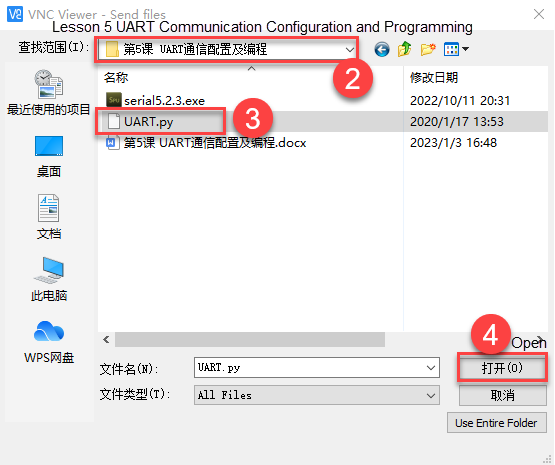 VNC Viewer - Send files
Lesson 5 UART Communication Configuration and Programming
查找范围(I):
第5课 UART通信配置及编程
2
名称
修改日期
serial5.2.3.exe
2022/10/11 20:31
UART.py
2020/1/17 13:53
3
第5课 UART通信配置及编程.docx
2023/1/3 16:48
最近使用的项目
桌面
文档
此电脑
WPS网盘
4
Open
文件名(N):
UART.py
打开(O)
文件类型(T):
All Files
取消
Use Entire Folder